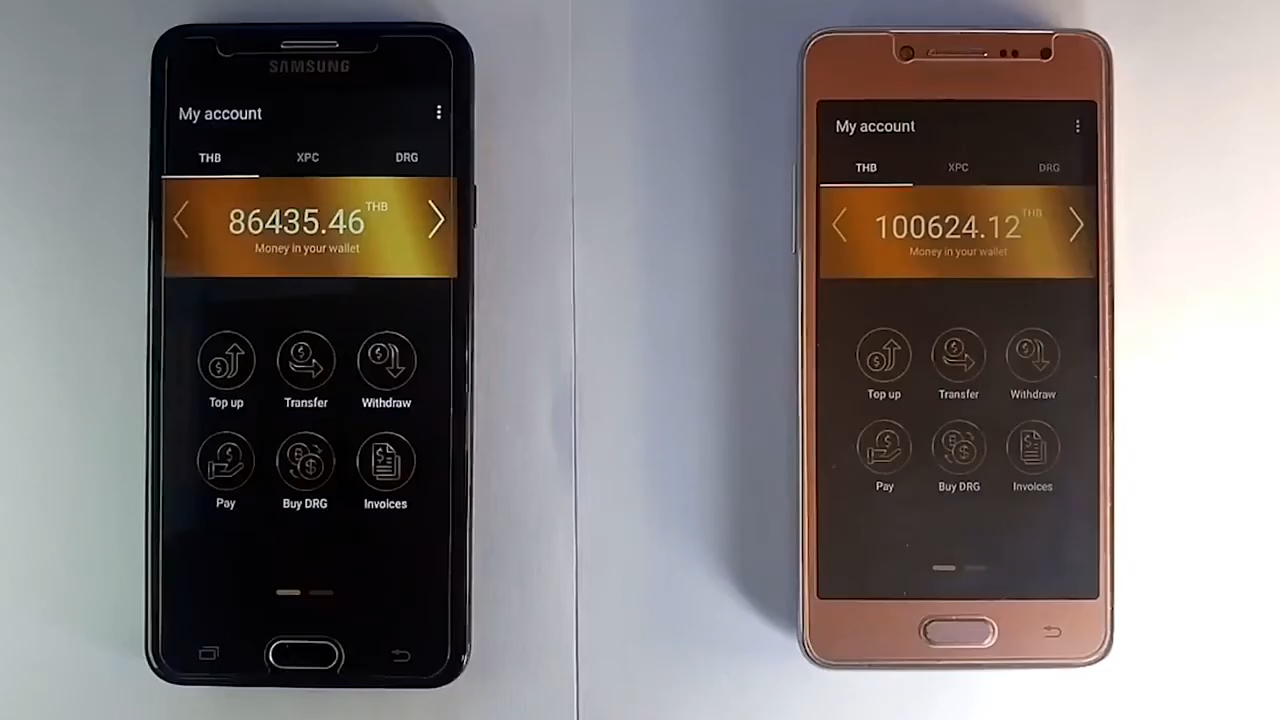 SAMSUNG
My account
THB XPC DRG
86435.46 THB
Money in your wallet
Top up Transfer Withdraw
Pay Buy DRG Invoices
My account
THB XPC DRG
100624.12 THB
Money in your wallet
Top up Transfer Withdraw
Pay Buy DRG Invoices